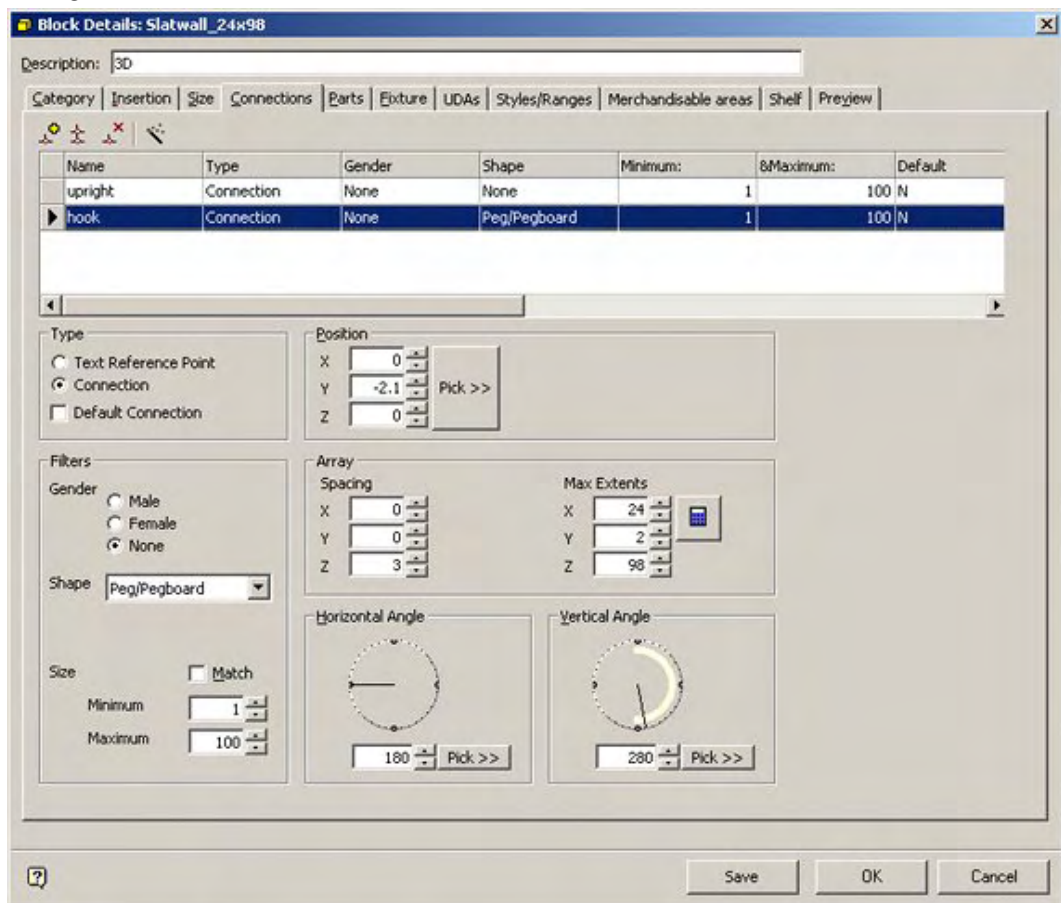 Block Details: Slatwall_24x98
Description: 3D
Category Insertion Size Connections Parts Fixture UDAs Styles/Ranges Merchandisable areas Shelf Preview
Name Type Gender Shape Minimum: &Maximum: Default
upright Connection None None 1 100 N
hook Connection None Peg/Pegboard 1 100 N
Type
Text Reference Point
Connection
Default Connection
Position
X 0
Y -2.1
Z 0
Pick >>
Filters
Gender
Male
Female
None
Shape Peg/Pegboard
Size Match
Minimum 1
Maximum 100
Array
Spacing Max Extents
X 0 X 24
Y 0 Y 2
Z 3 Z 98
Horizontal Angle Vertical Angle
180 Pick >> 280 Pick >>
Save OK Cancel